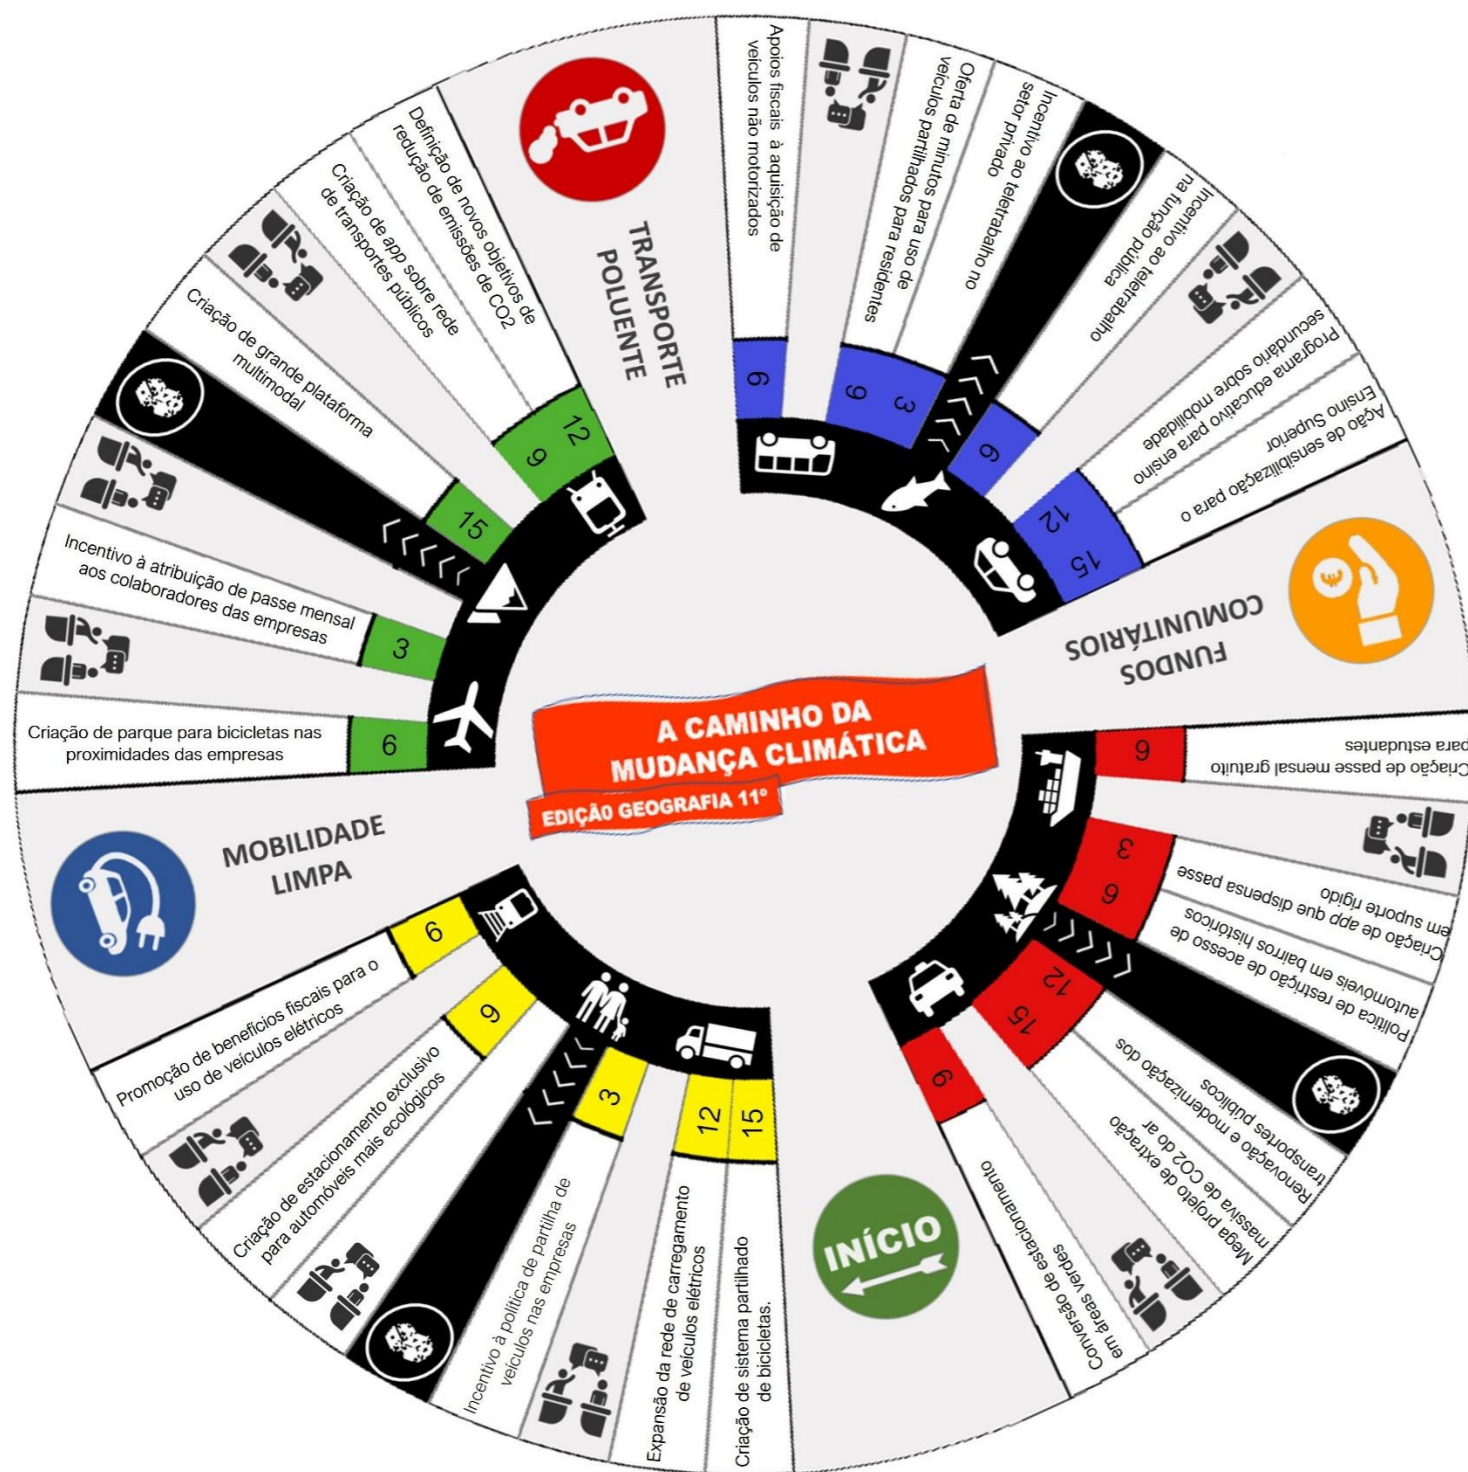 A CAMINHO DA
MUDANÇA CLIMÁTICA
EDIÇÃO GEOGRAFIA 11º
INÍCIO
15
Criação de sistema partilhado
de bicicletas.
12
Expansão da rede de carregamento
de veículos elétricos
3
Incentivo à política de partilha de
veículos nas empresas
9
Criação de estacionamento exclusivo
para automóveis mais ecológicos
6
Promoção de benefícios fiscais para o
uso de veículos elétricos
MOBILIDADE
LIMPA
6
Criação de parque para bicicletas nas
proximidades das empresas
3
Incentivo à atribuição de passe mensal
aos colaboradores das empresas
15
Criação de grande plataforma
multimodal
9
Criação de app sobre rede
de transportes públicos
12
Definição de novos objetivos de
redução de emissões de CO2
TRANSPORTE
POLUENTE
6
Apoios fiscais à aquisição de
veículos não motorizados
9
Oferta de minutos para uso de
veículos partilhados para residentes
3
Incentivo ao teletrabalho no
setor privado
6
Incentivo ao teletrabalho
na função pública
12
Programa educativo para ensino
secundário sobre mobilidade
15
Ação de sensibilização para o
Ensino Superior
FUNDOS
COMUNITÁRIOS
6
Criação de passe mensal gratuito
para estudantes
3
Criação de app que dispensa passe
em suporte rígido
6
Política de restrição de acesso de
automóveis em bairros históricos
12
Renovação e modernização dos
transportes públicos
15
Mega projeto de extração
massiva de CO2 do ar
9
Conversão de estacionamento
em áreas verdes